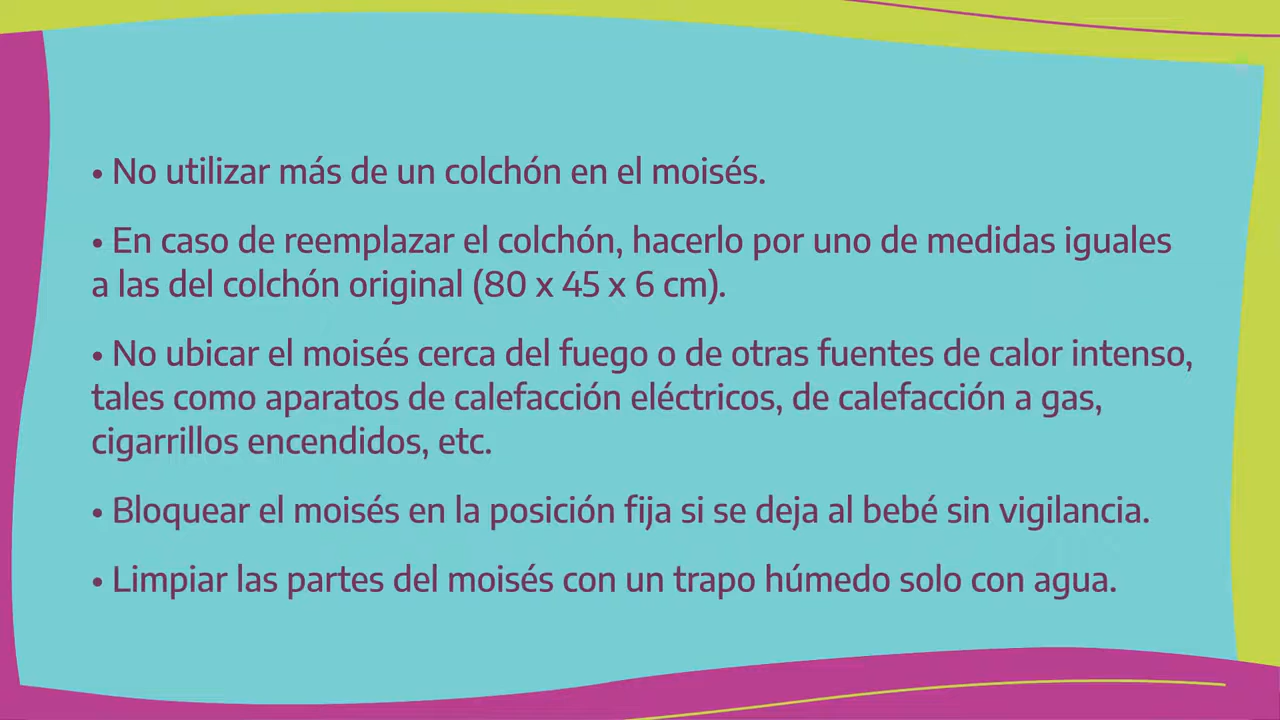 • No utilizar más de un colchón en el moisés.
• En caso de reemplazar el colchón, hacerlo por uno de medidas iguales
a las del colchón original (80 x 45 x 6 cm).
• No ubicar el moisés cerca del fuego o de otras fuentes de calor intenso,
tales como aparatos de calefacción eléctricos, de calefacción a gas,
cigarrillos encendidos, etc.
• Bloquear el moisés en la posición fija si se deja al bebé sin vigilancia.
• Limpiar las partes del moisés con un trapo húmedo solo con agua.